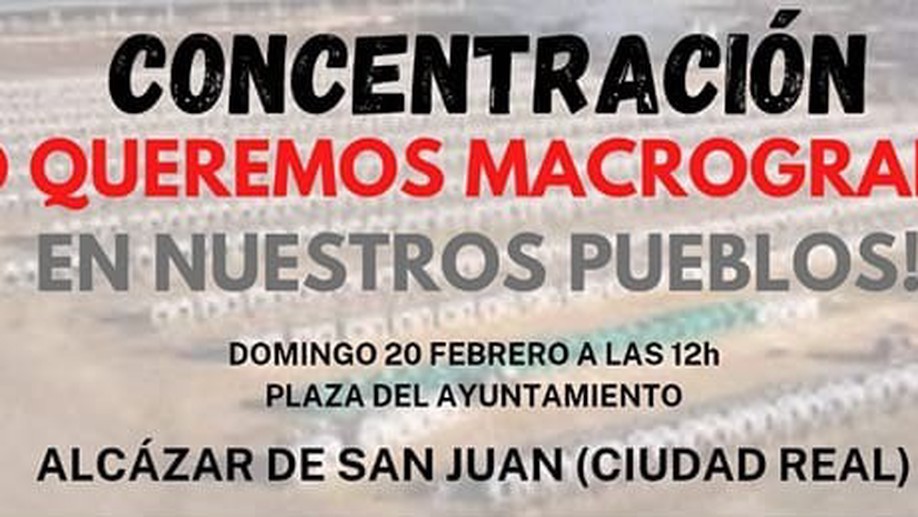 CONCENTRACIÓN
O QUEREMOS MACROGRAN
EN NUESTROS PUEBLOS!
DOMINGO 20 FEBRERO A LAS 12h
PLAZA DEL AYUNTAMIENTO
ALCÁZAR DE SAN JUAN (CIUDAD REAL)